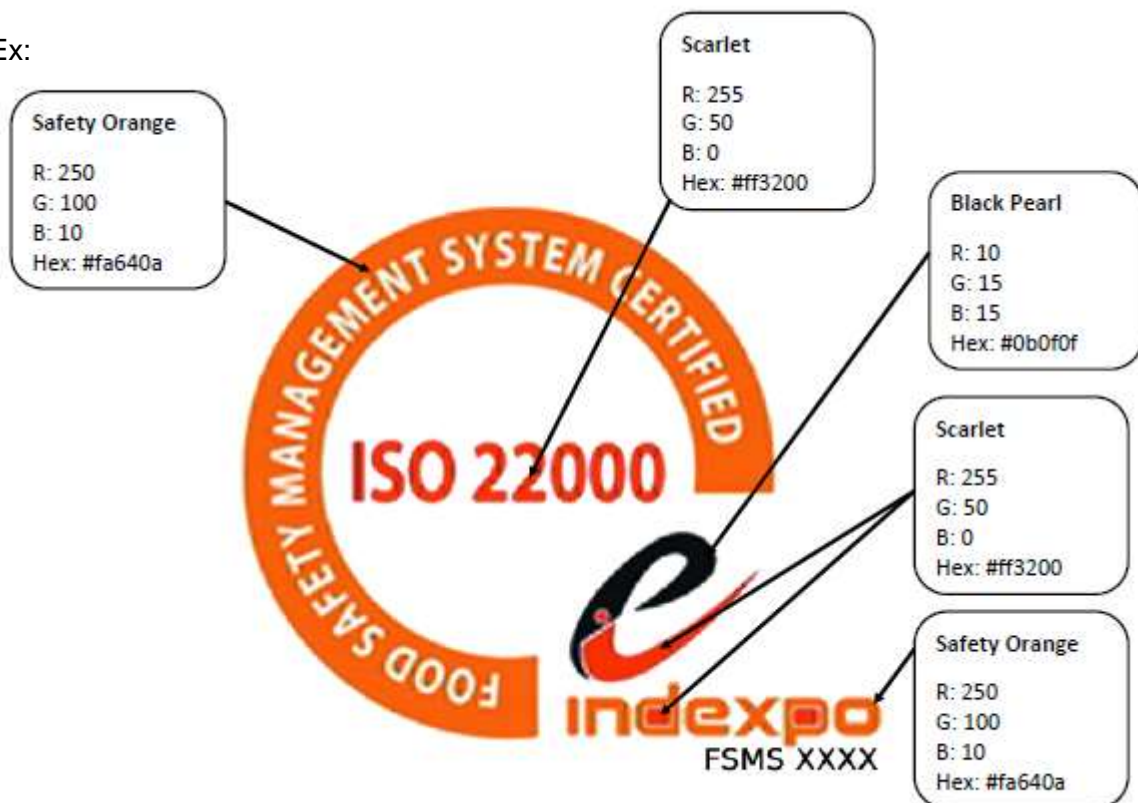 Ex:
Safety Orange
R: 250
G: 100
B: 10
Hex: #fa640a
Scarlet
R: 255
G: 50
B: 0
Hex: #ff3200
Black Pearl
R: 10
G: 15
B: 15
Hex: #0b0f0f
FOOD SAFETY MANAGEMENT SYSTEM CERTIFIED
ISO 22000
Scarlet
R: 255
G: 50
B: 0
Hex: #ff3200
e
indexpo
FSMS XXXX
Safety Orange
R: 250
G: 100
B: 10
Hex: #fa640a